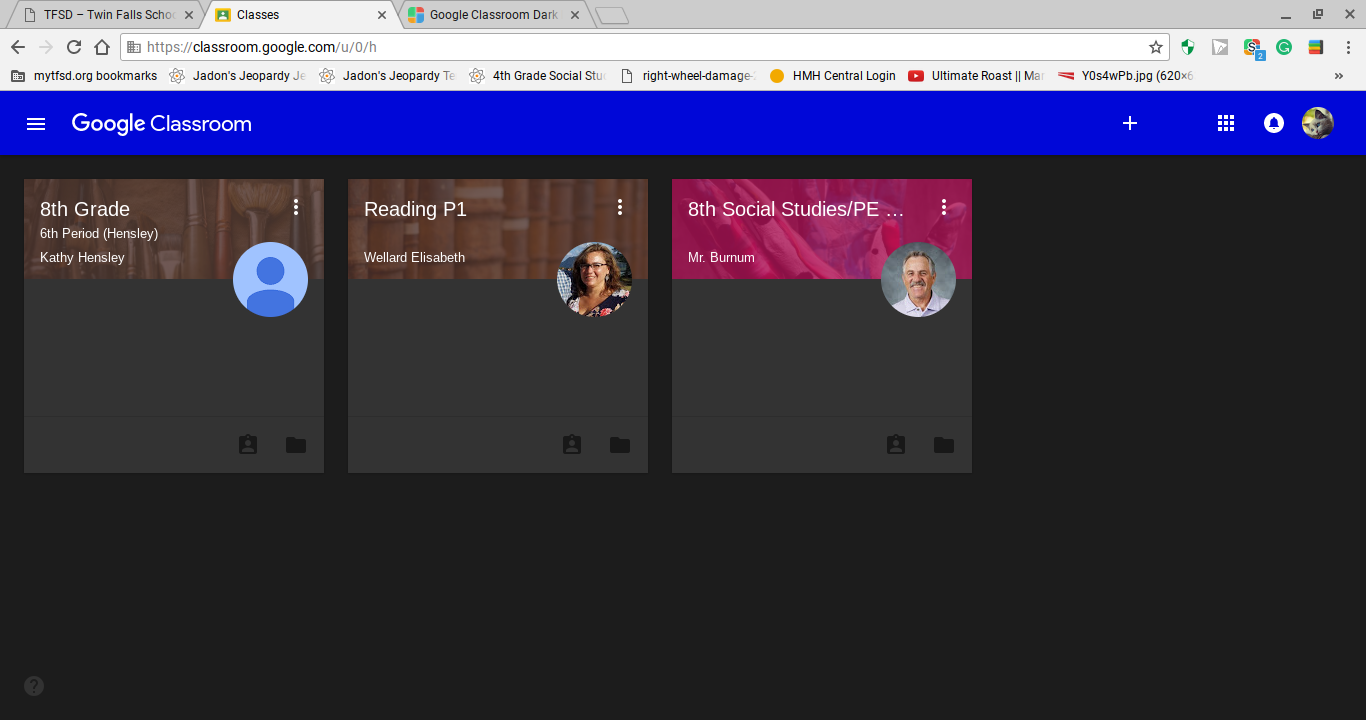 TFSD – Twin Falls Schoo
Classes
Google Classroom Dark
https://classroom.google.com/u/0/h
2
mytfsd.org bookmarks
Jadon's Jeopardy Je
Jadon's Jeopardy Te
4th Grade Social Stu
right-wheel-damage-
HMH Central Login
Ultimate Roast || Mar
Y0s4wPb.jpg (620×6
»
Google Classroom
8th Grade
6th Period (Hensley)
Kathy Hensley
Reading P1
Wellard Elisabeth
8th Social Studies/PE …
Mr. Burnum